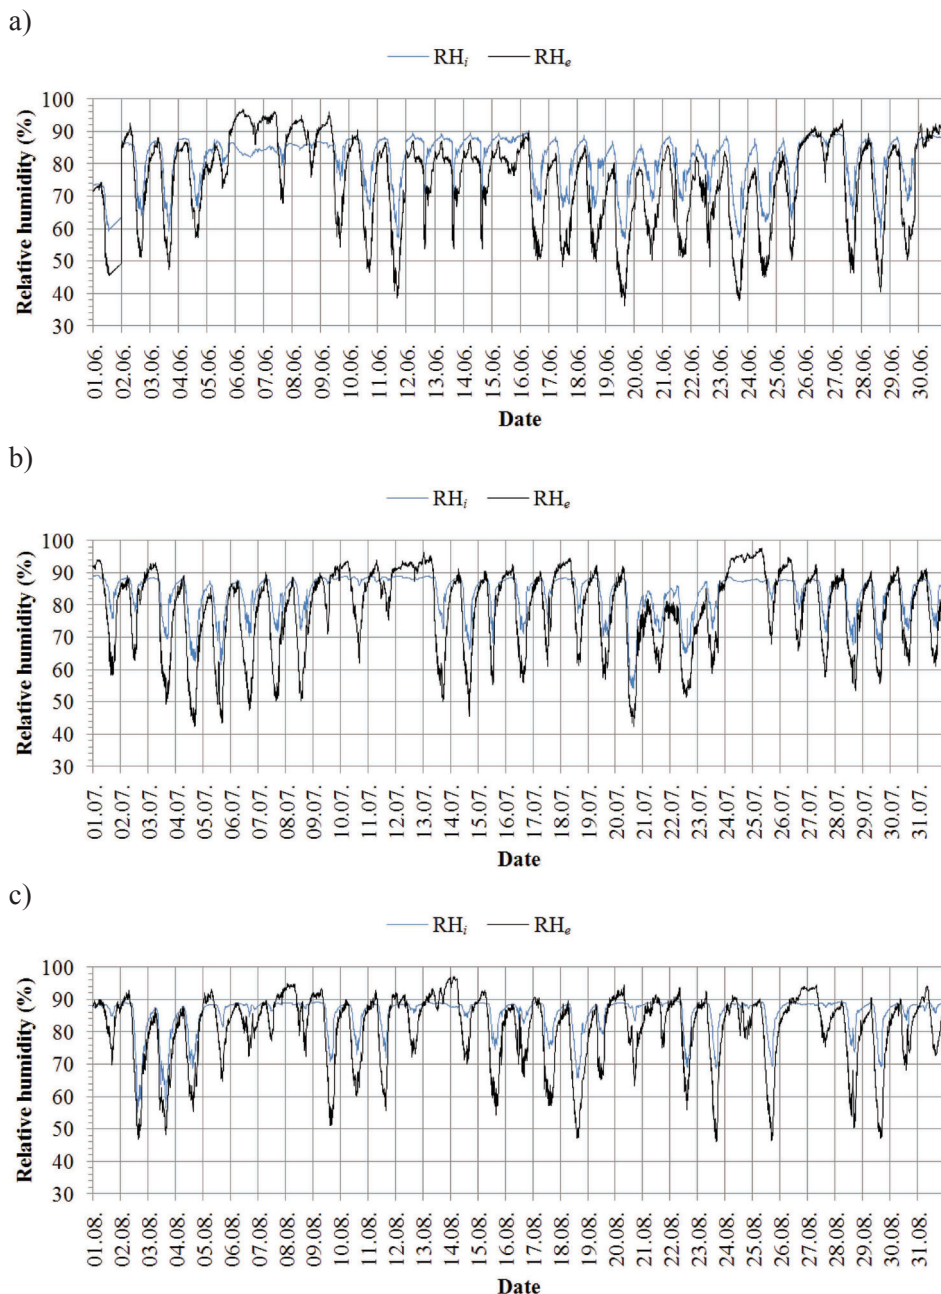 a)
RHi RHe
Relative humidity (%)
100
90
80
70
60
50
40
30
01.06. 02.06. 03.06. 04.06. 05.06. 06.06. 07.06. 08.06. 09.06. 10.06. 11.06. 12.06. 13.06. 14.06. 15.06. 16.06. 17.06. 18.06. 19.06. 20.06. 21.06. 22.06. 23.06. 24.06. 25.06. 26.06. 27.06. 28.06. 29.06. 30.06.
Date
b)
RHi RHe
Relative humidity (%)
100
90
80
70
60
50
40
30
01.07. 02.07. 03.07. 04.07. 05.07. 06.07. 07.07. 08.07. 09.07. 10.07. 11.07. 12.07. 13.07. 14.07. 15.07. 16.07. 17.07. 18.07. 19.07. 20.07. 21.07. 22.07. 23.07. 24.07. 25.07. 26.07. 27.07. 28.07. 29.07. 30.07. 31.07.
Date
c)
RHi RHe
Relative humidity (%)
100
90
80
70
60
50
40
30
01.08. 02.08. 03.08. 04.08. 05.08. 06.08. 07.08. 08.08. 09.08. 10.08. 11.08. 12.08. 13.08. 14.08. 15.08. 16.08. 17.08. 18.08. 19.08. 20.08. 21.08. 22.08. 23.08. 24.08. 25.08. 26.08. 27.08. 28.08. 29.08. 30.08. 31.08.
Date